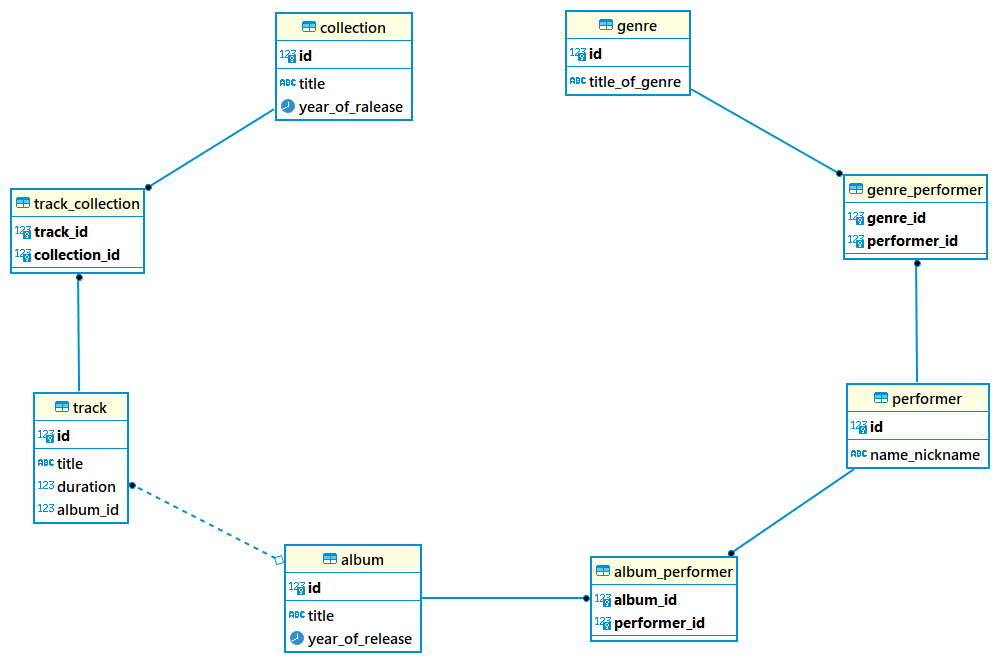 collection
123 id
ABC title
year_of_ralease
genre
123 id
ABC title_of_genre
track_collection
123 track_id
123 collection_id
genre_performer
123 genre_id
123 performer_id
track
123 id
ABC title
123 duration
123 album_id
performer
123 id
ABC name_nickname
album
123 id
ABC title
year_of_release
album_performer
123 album_id
123 performer_id